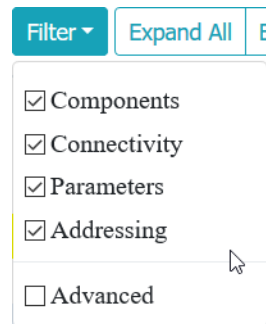 Filter Expand All E
Components
Connectivity
Parameters
Addressing
Advanced